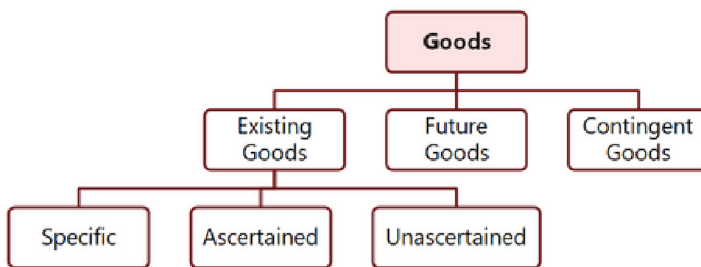 Goods
Existing
Goods
Future
Goods
Contingent
Goods
Specific
Ascertained
Unascertained